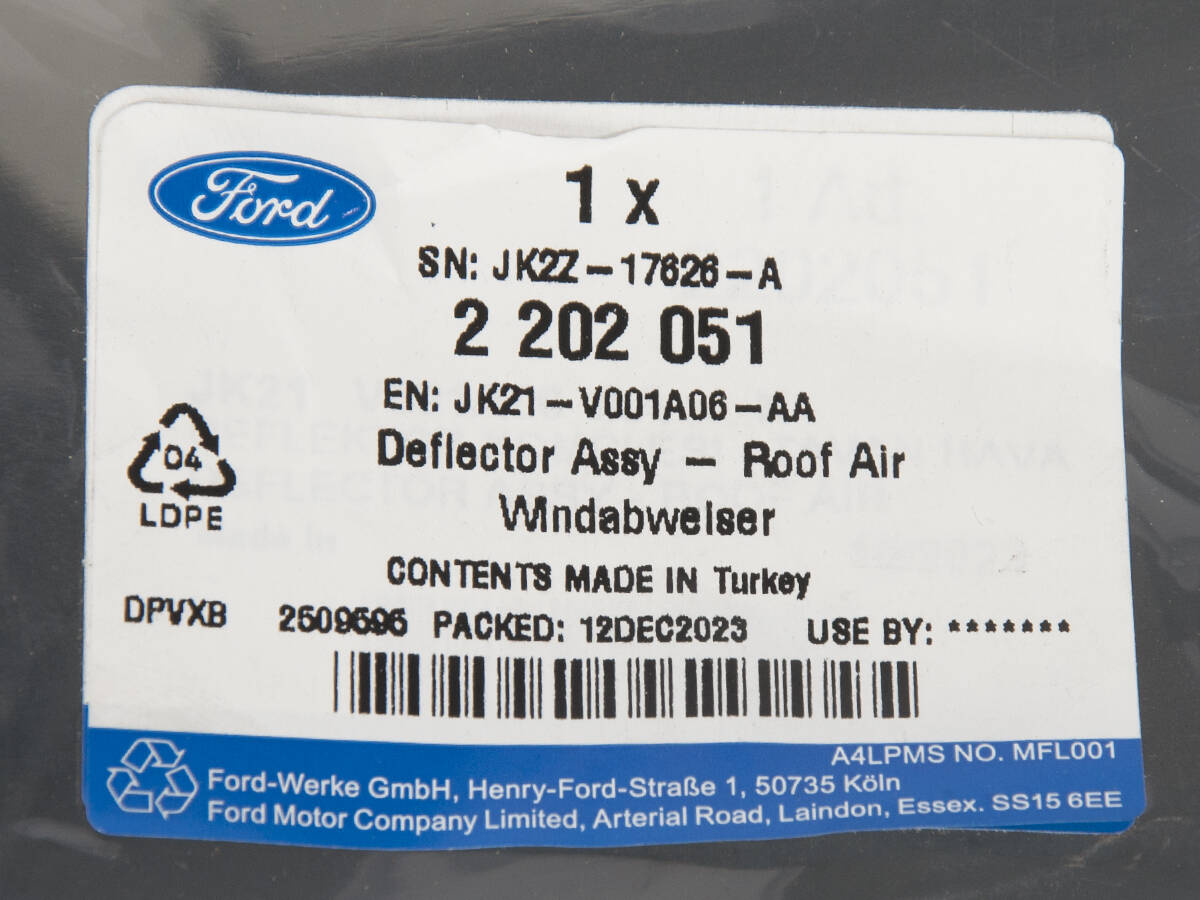 Ford
1 x
SN: JK2Z-17626-A
2 202 051
EN: JK21-V001A06-AA
Deflector Assy - Roof Air
Windabweiser
04
LDPE
CONTENTS MADE IN Turkey
DPVXB 2509595 PACKED: 12DEC2023 USE BY: *******
A4LPMS NO. MFL001
Ford-Werke GmbH, Henry-Ford-Straße 1, 50735 Köln
Ford Motor Company Limited, Arterial Road, Laindon, Essex. SS15 6EE